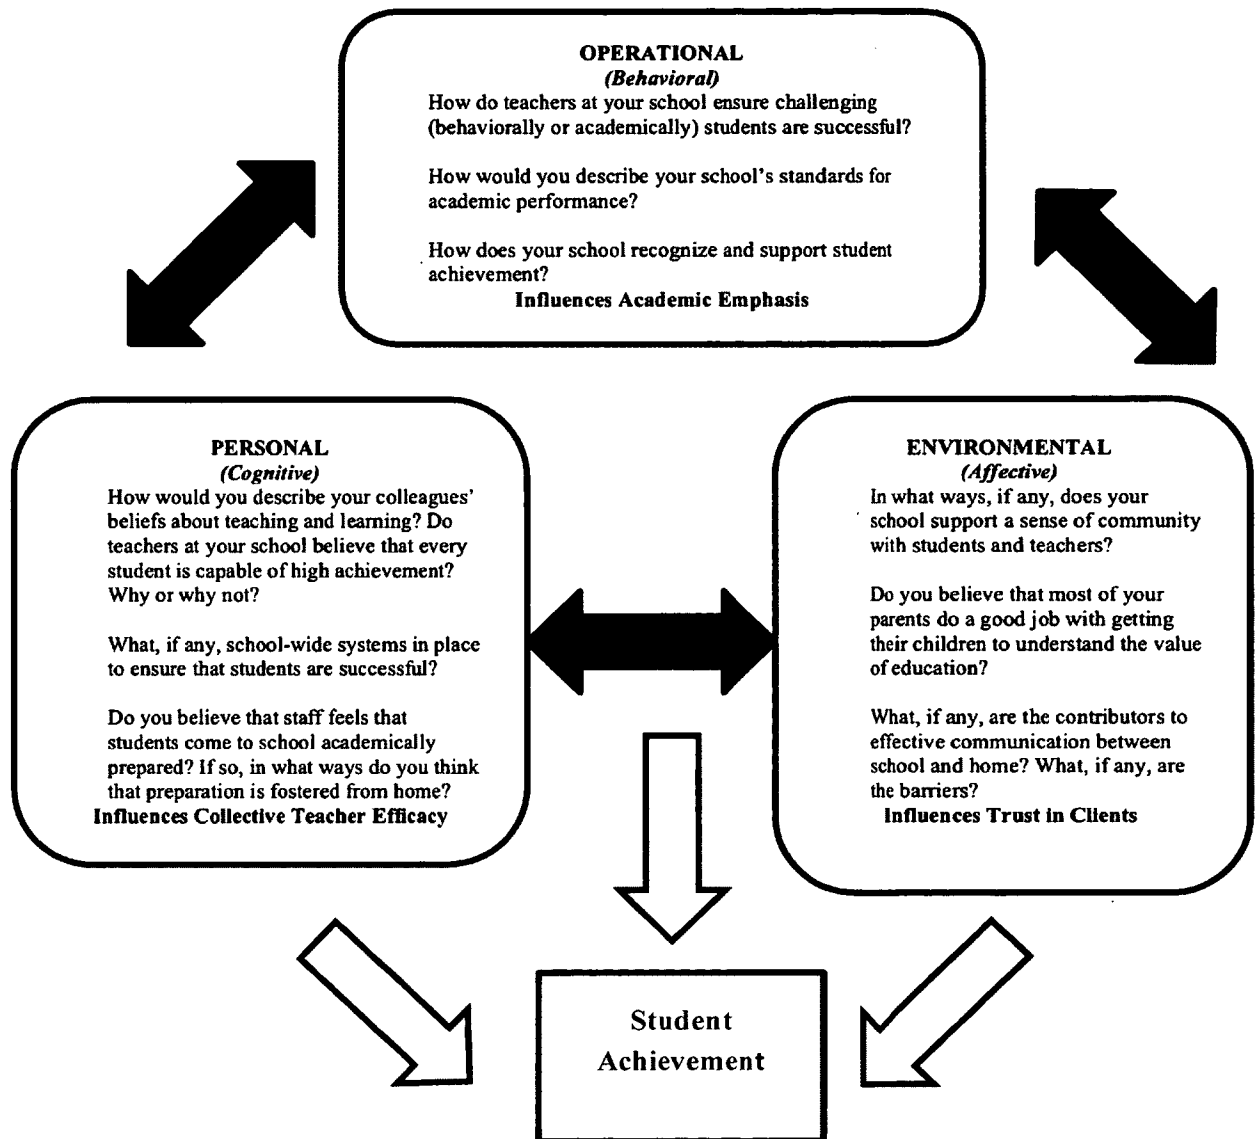 OPERATIONAL
(Behavioral)
How do teachers at your school ensure challenging
(behaviorally or academically) students are successful?
How would you describe your school's standards for
academic performance?
How does your school recognize and support student
achievement?
Influences Academic Emphasis
PERSONAL
(Cognitive)
How would you describe your colleagues'
beliefs about teaching and learning? Do
teachers at your school believe that every
student is capable of high achievement?
Why or why not?
What, if any, school-wide systems in place
to ensure that students are successful?
Do you believe that staff feels that
students come to school academically
prepared? If so, in what ways do you think
that preparation is fostered from home?
Influences Collective Teacher Efficacy
ENVIRONMENTAL
(Affective)
In what ways, if any, does your
school support a sense of community
with students and teachers?
Do you believe that most of your
parents do a good job with getting
their children to understand the value
of education?
What, if any, are the contributors to
effective communication between
school and home? What, if any, are
the barriers?
Influences Trust in Clients
Student
Achievement